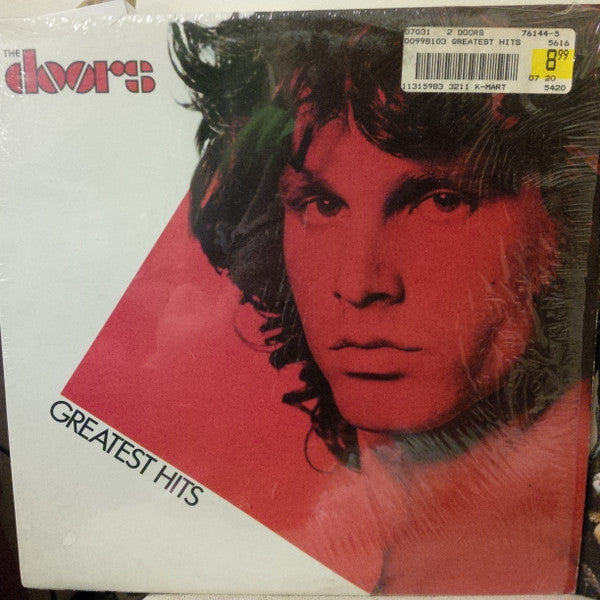 THE
doors
07031 2 DOORS 76144-5
00998103 GREATEST HITS 5616
8.99
07 20
11315983 3211 K-MART 5420
GREATEST HITS